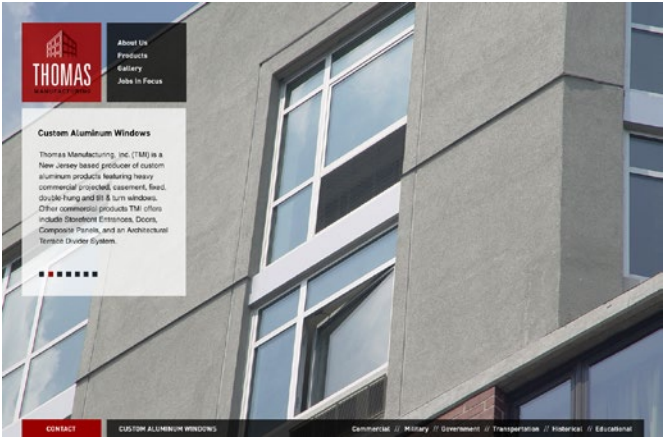 THOMAS
MANUFACTURING
About Us
Products
Gallery
Jobs in Focus
Custom Aluminum Windows
Thomas Manufacturing, Inc. (TMI) is a
New Jersey based producer of custom
aluminum products featuring heavy
commercial projected, casement, fixed,
double-hung and tilt & turn windows.
Other commercial products TMI offers
include Storefront Entrances, Doors,
Composite Panels, and an Architectural
Terrace Divider System.
CONTACT
CUSTOM ALUMINUM WINDOWS
Commercial // Military // Government // Transportation // Historical // Educational